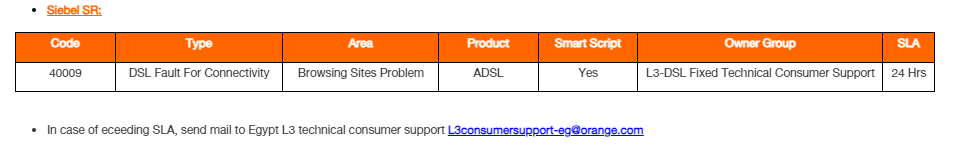 • Siebel SR:
Code Type Area Product Smart Script Owner Group SLA
40009 DSL Fault For Connectivity Browsing Sites Problem ADSL Yes L3-DSL Fixed Technical Consumer Support 24 Hrs
• In case of eceeding SLA, send mail to Egypt L3 technical consumer support L3consumersupport-eg@orange.com